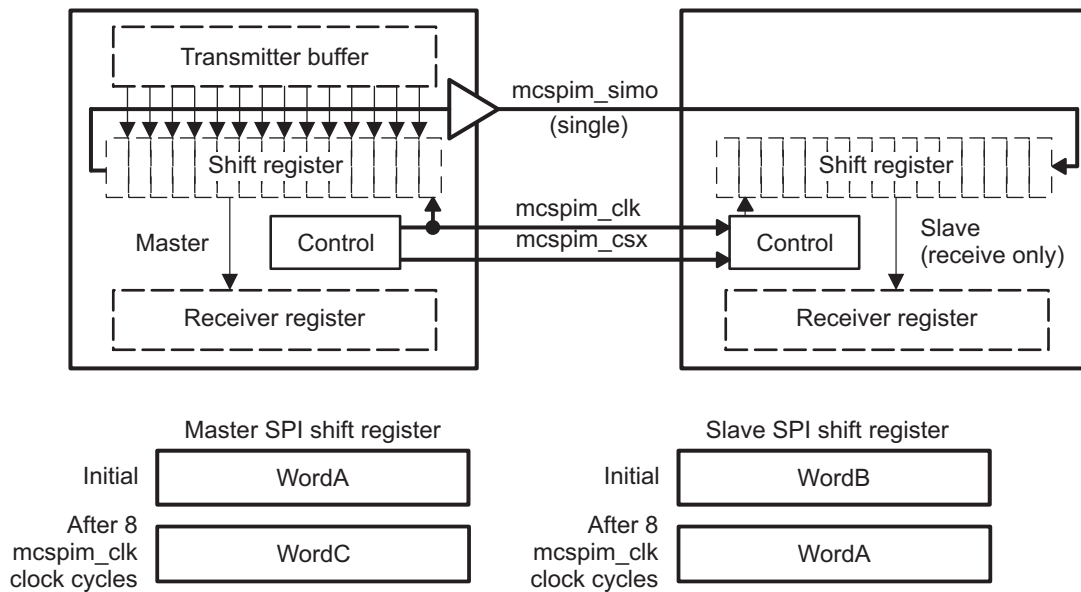 Transmitter buffer
mcspim_simo
(single)
Shift register
Shift register
mcspim_clk
Master
Control
mcspim_csx
Control
Slave
(receive only)
Receiver register
Receiver register
Master SPI shift register
Slave SPI shift register
Initial
WordA
Initial
WordB
After 8
mcspim_clk
clock cycles
WordC
After 8
mcspim_clk
clock cycles
WordA